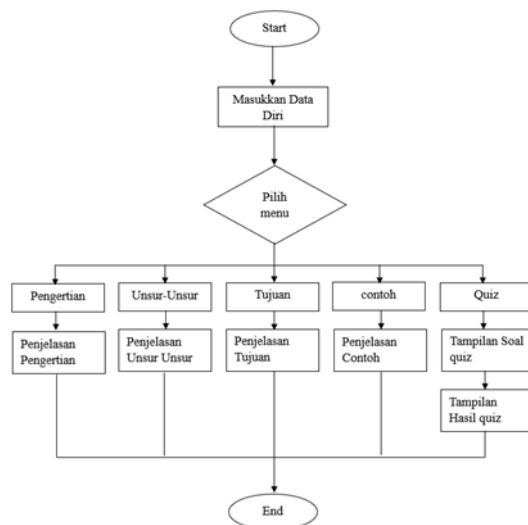 Start
Masukkan Data
Diri
Pilih
menu
Pengertian
Unsur-Unsur
Tujuan
contoh
Quiz
Penjelasan
Pengertian
Penjelasan
Unsur Unsur
Penjelasan
Tujuan
Penjelasan
Contoh
Tampilan Soal
quiz
Tampilan
Hasil quiz
End